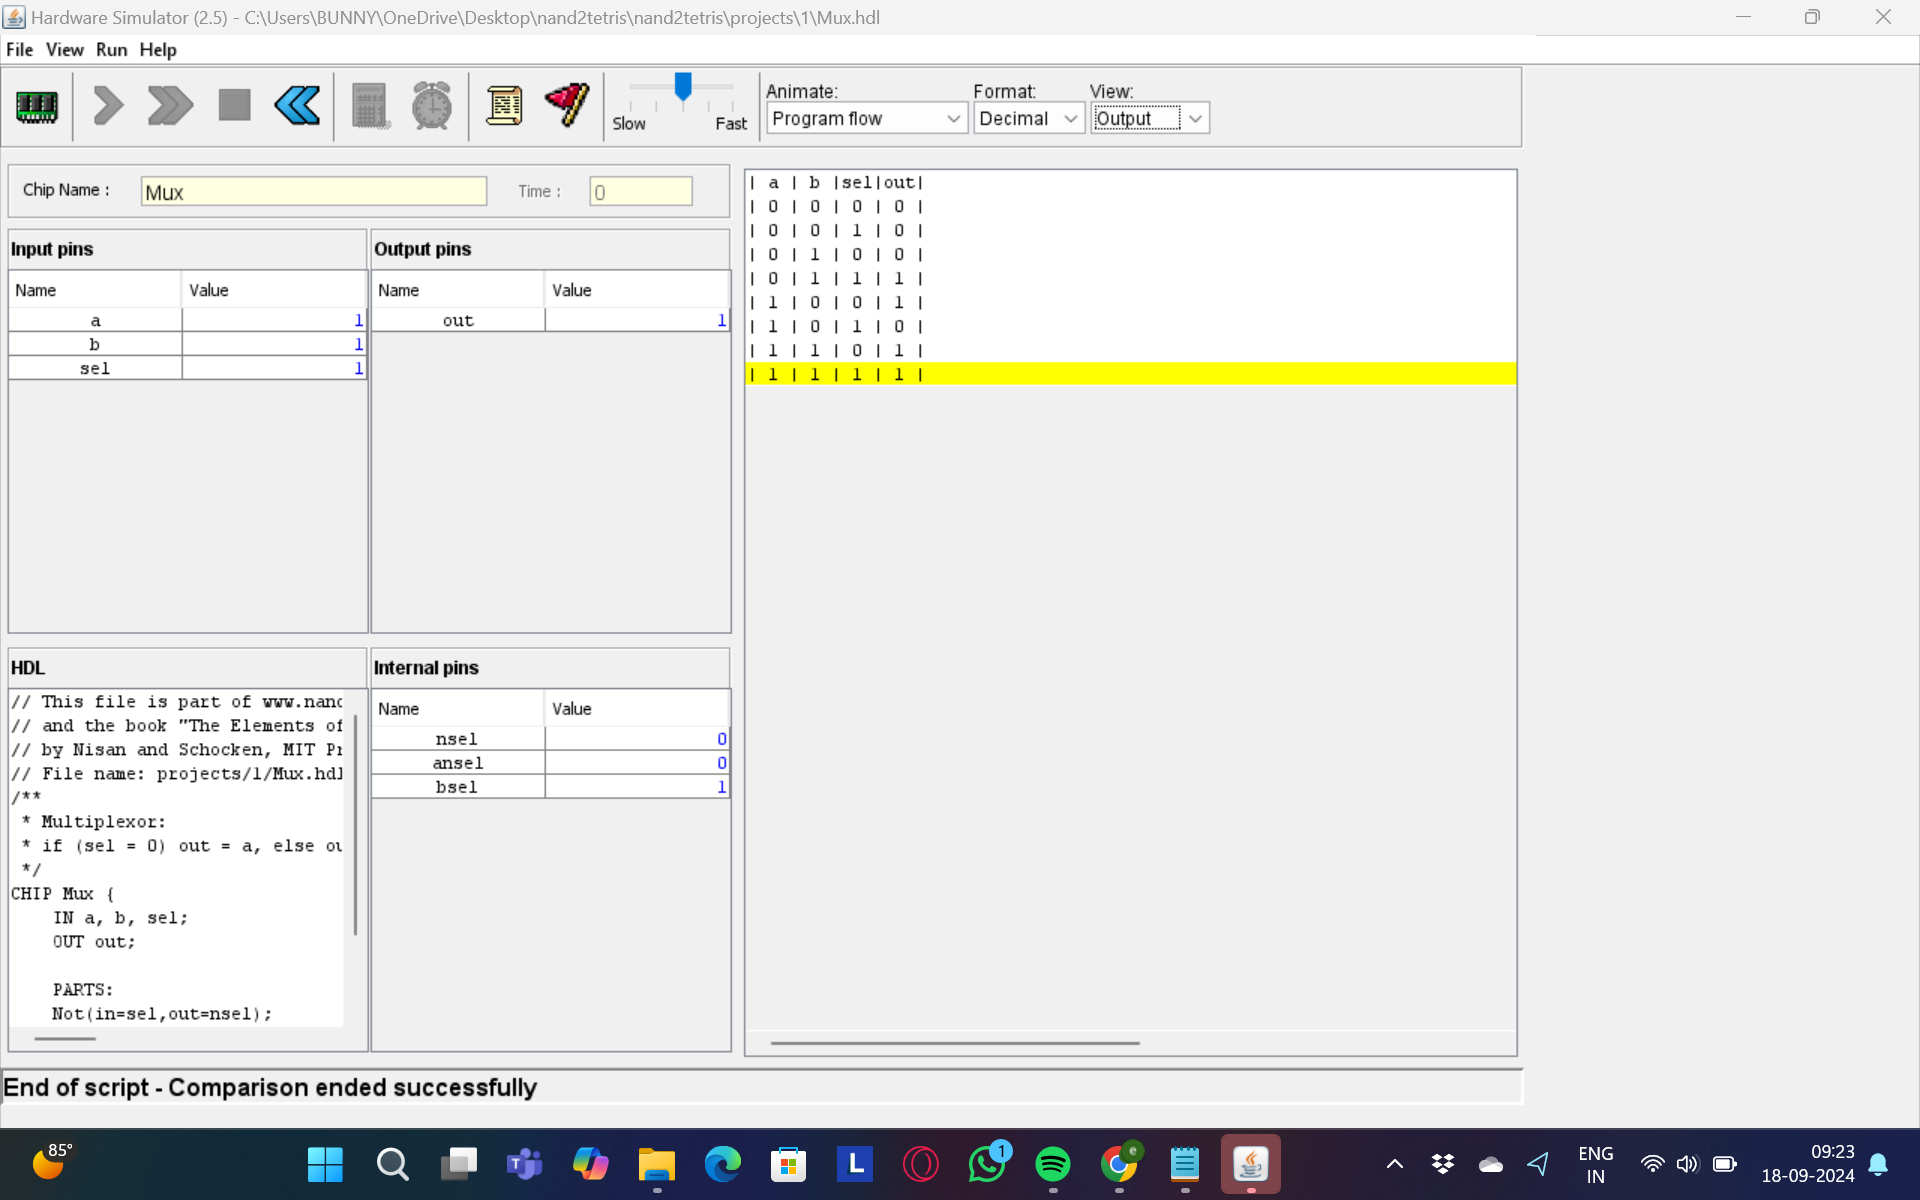 Hardware Simulator (2.5) - C:\Users\BUNNY\OneDrive\Desktop\nand2tetris\nand2tetris\projects\1\Mux.hdl
File View Run Help
Slow Fast
Animate: Format: View:
Program flow Decimal Output
Chip Name : Mux Time : 0
Input pins
Name Value
a 1
b 1
sel 1
Output pins
Name Value
out 1
| a | b |sel|out|
| 0 | 0 | 0 | 0 |
| 0 | 0 | 1 | 0 |
| 0 | 1 | 0 | 0 |
| 0 | 1 | 1 | 1 |
| 1 | 0 | 0 | 1 |
| 1 | 0 | 1 | 0 |
| 1 | 1 | 0 | 1 |
| 1 | 1 | 1 | 1 |
HDL
// This file is part of www.nand
// and the book "The Elements of
// by Nisan and Schocken, MIT Pr
// File name: projects/1/Mux.hdl
/**
* Multiplexor:
* if (sel = 0) out = a, else ou
*/
CHIP Mux {
IN a, b, sel;
OUT out;
PARTS:
Not(in=sel,out=nsel);
Internal pins
Name Value
nsel 0
ansel 0
bsel 1
End of script - Comparison ended successfully
85°
L
1
e
ENG
IN
09:23
18-09-2024